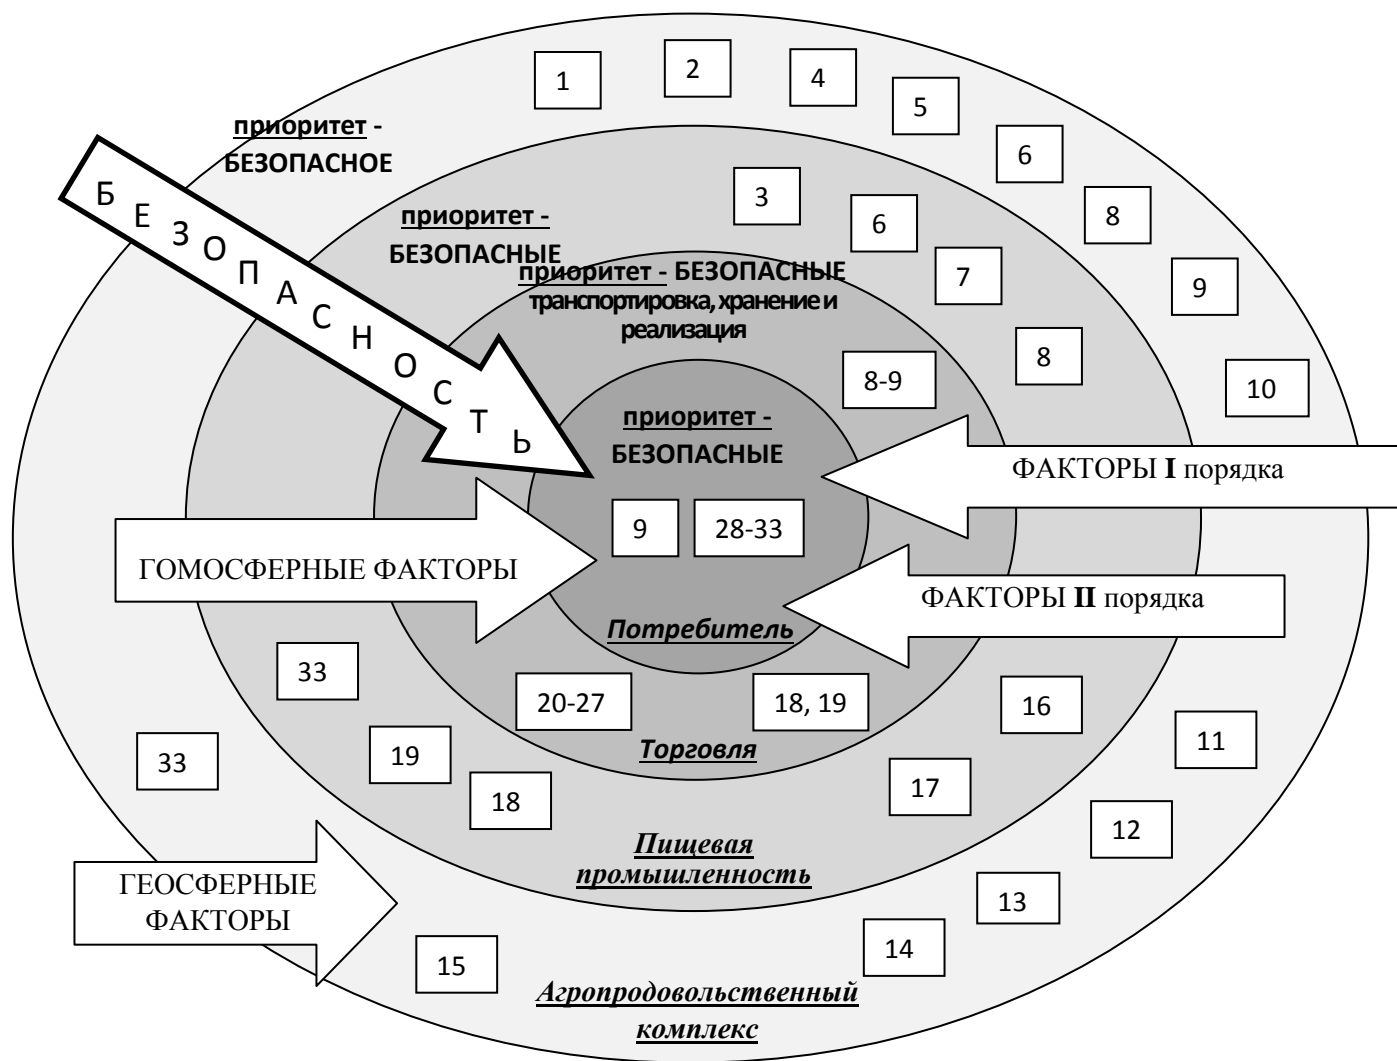 1
2
4
5
6
8
9
10
приоритет -
БЕЗОПАСНОЕ
БЕЗОПАСНОСТЬ
приоритет -
БЕЗОПАСНЫЕ
3
6
7
8
приоритет - БЕЗОПАСНЫЕ
транспортировка, хранение и
реализация
8-9
приоритет -
БЕЗОПАСНЫЕ
9
28-33
ФАКТОРЫ I порядка
ГОМОСФЕРНЫЕ ФАКТОРЫ
ФАКТОРЫ II порядка
Потребитель
33
20-27
18, 19
16
11
Торговля
33
19
18
17
12
Пищевая
промышленность
ГЕОСФЕРНЫЕ
ФАКТОРЫ
13
14
15
Агропродовольственный
комплекс